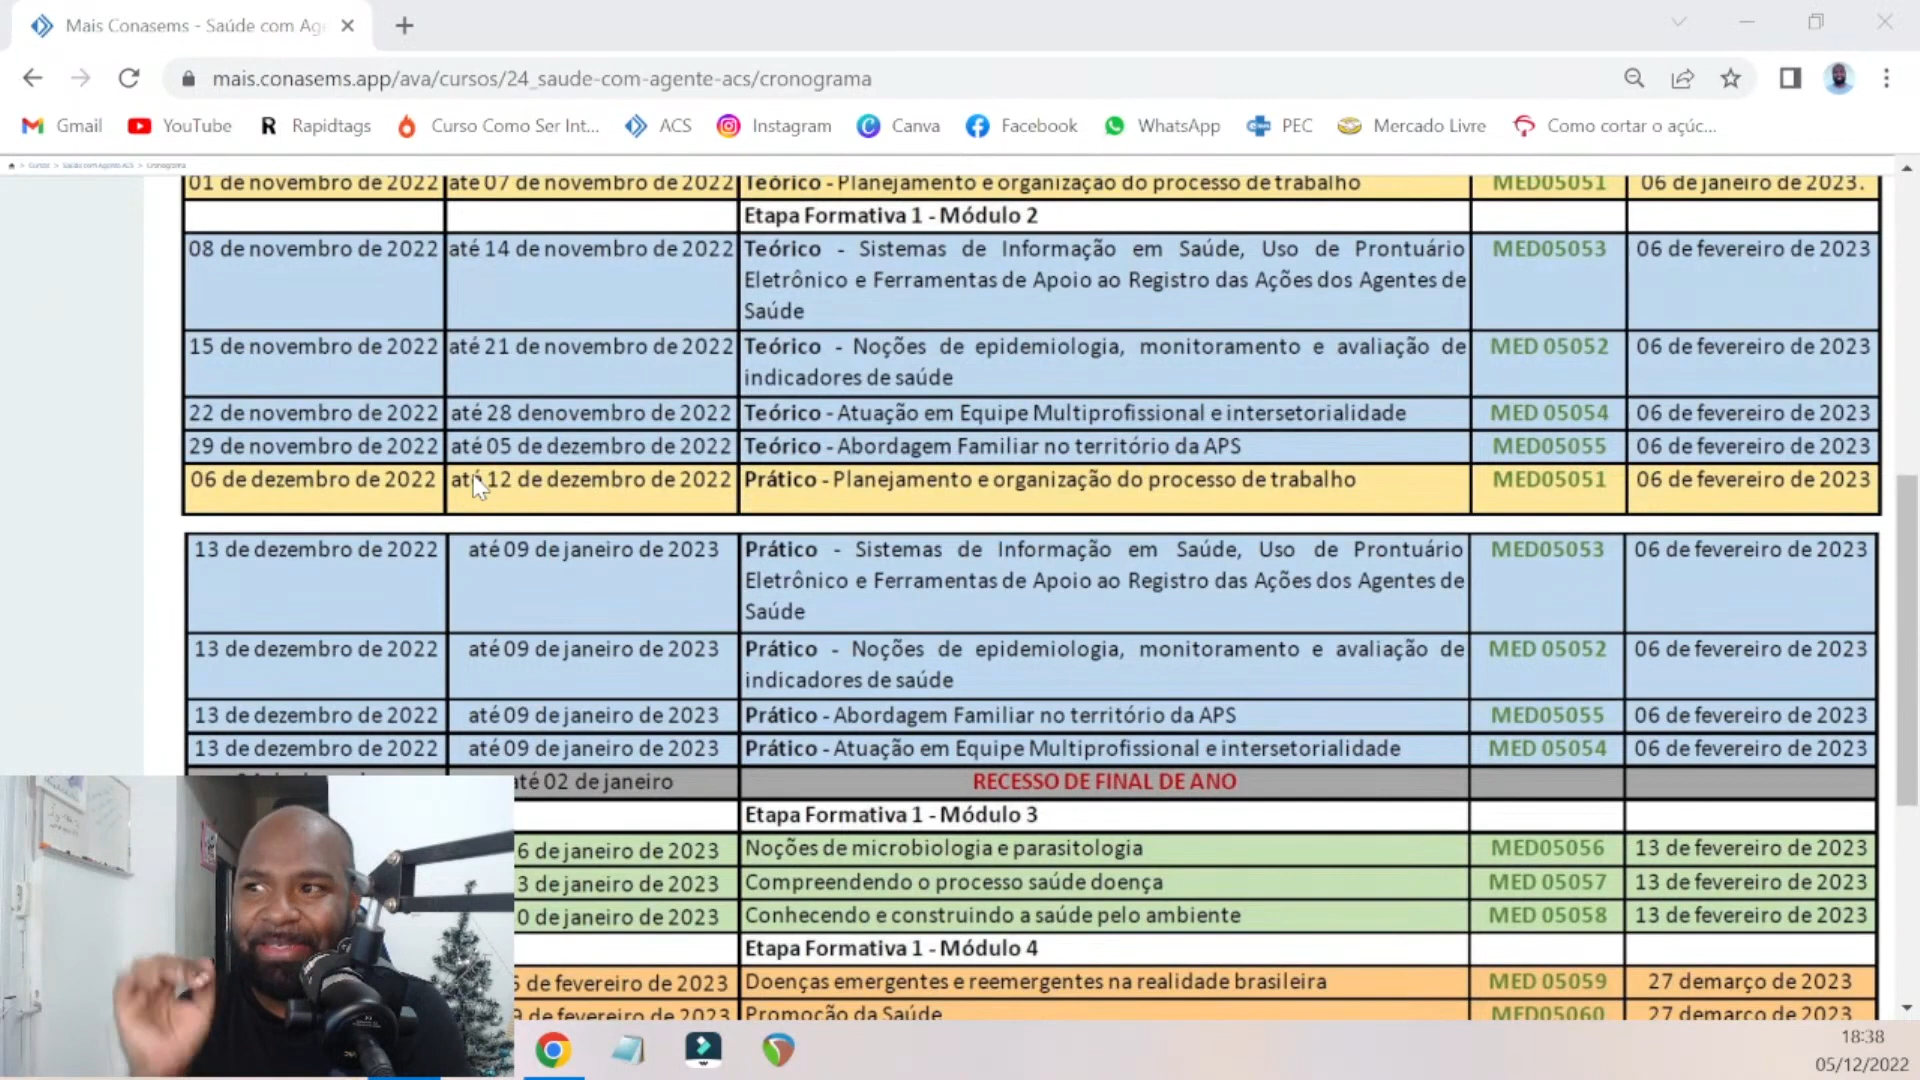 Mais Conasems - Saúde com Age
mais.conasems.app/ava/cursos/24_saude-com-agente-acs/cronograma
Gmail YouTube Rapidtags Curso Como Ser Int... ACS Instagram Canva Facebook WhatsApp PEC Mercado Livre Como cortar o açúc...
> Cursos > Saúde com Agente ACS > Cronograma
01 de novembro de 2022 até 07 de novembro de 2022 Teórico - Planejamento e organização do processo de trabalho MED05051 06 de janeiro de 2023.
Etapa Formativa 1 - Módulo 2
08 de novembro de 2022 até 14 de novembro de 2022 Teórico - Sistemas de Informação em Saúde, Uso de Prontuário MED05053 06 de fevereiro de 2023
Eletrônico e Ferramentas de Apoio ao Registro das Ações dos Agentes de
Saúde
15 de novembro de 2022 até 21 de novembro de 2022 Teórico - Noções de epidemiologia, monitoramento e avaliação de MED 05052 06 de fevereiro de 2023
indicadores de saúde
22 de novembro de 2022 até 28 denovembro de 2022 Teórico - Atuação em Equipe Multiprofissional e intersetorialidade MED 05054 06 de fevereiro de 2023
29 de novembro de 2022 até 05 de dezembro de 2022 Teórico - Abordagem Familiar no território da APS MED05055 06 de fevereiro de 2023
06 de dezembro de 2022 até 12 de dezembro de 2022 Prático - Planejamento e organização do processo de trabalho MED05051 06 de fevereiro de 2023
13 de dezembro de 2022 até 09 de janeiro de 2023 Prático - Sistemas de Informação em Saúde, Uso de Prontuário MED05053 06 de fevereiro de 2023
Eletrônico e Ferramentas de Apoio ao Registro das Ações dos Agentes de
Saúde
13 de dezembro de 2022 até 09 de janeiro de 2023 Prático - Noções de epidemiologia, monitoramento e avaliação de MED 05052 06 de fevereiro de 2023
indicadores de saúde
13 de dezembro de 2022 até 09 de janeiro de 2023 Prático - Abordagem Familiar no território da APS MED05055 06 de fevereiro de 2023
13 de dezembro de 2022 até 09 de janeiro de 2023 Prático - Atuação em Equipe Multiprofissional e intersetorialidade MED 05054 06 de fevereiro de 2023
até 02 de janeiro RECESSO DE FINAL DE ANO
Etapa Formativa 1 - Módulo 3
6 de janeiro de 2023 Noções de microbiologia e parasitologia MED05056 13 de fevereiro de 2023
3 de janeiro de 2023 Compreendendo o processo saúde doença MED 05057 13 de fevereiro de 2023
0 de janeiro de 2023 Conhecendo e construindo a saúde pelo ambiente MED 05058 13 de fevereiro de 2023
Etapa Formativa 1 - Módulo 4
de fevereiro de 2023 Doenças emergentes e reemergentes na realidade brasileira MED 05059 27 demarço de 2023
de fevereiro de 2023 Promoção da Saúde MED05060 27 demarço de 2023
18:38
05/12/2022